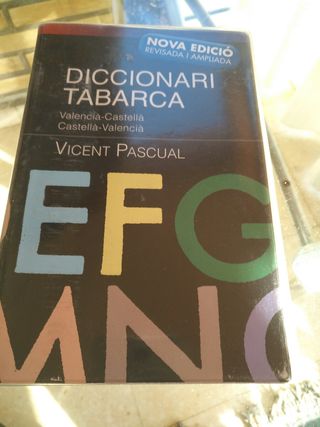 NOVA EDICIÓ
REVISADA I AMPLIADA
DICCIONARI
TABARCA
Valencià-Castellà
Castellà-Valencià
VICENT PASCUAL
EFG
MNO